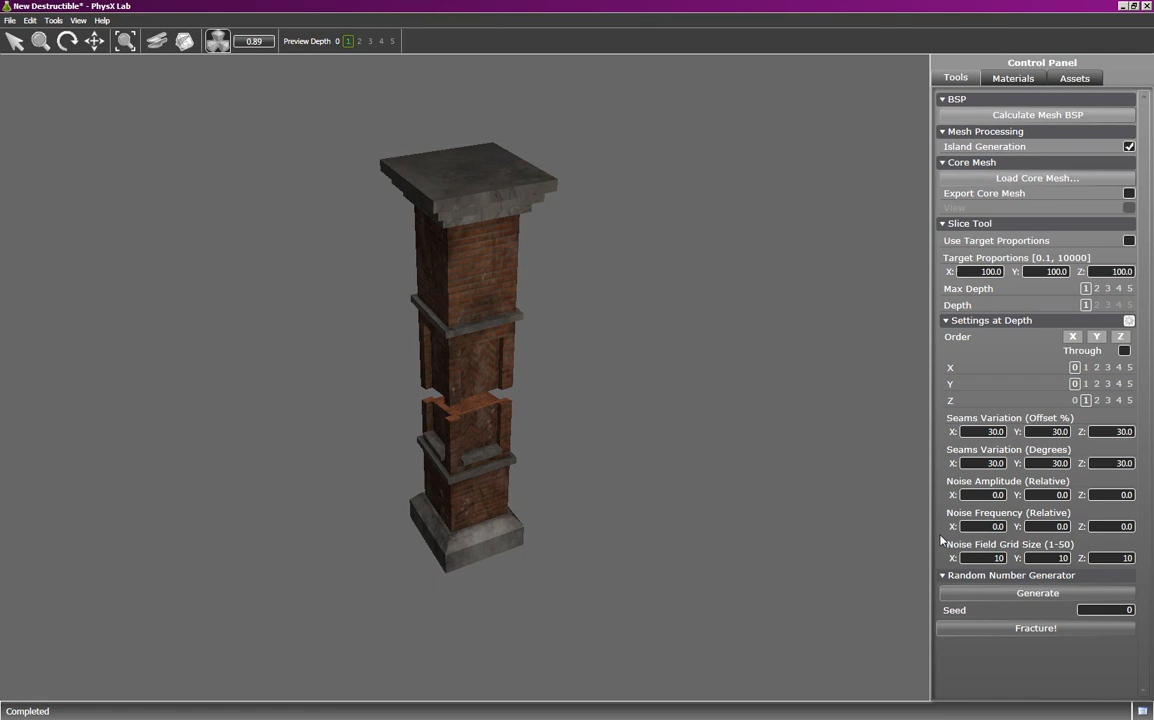 New Destructible* - PhysX Lab
File Edit Tools View Help
0.89 Preview Depth 0 1 2 3 4 5
Control Panel
Tools Materials Assets
BSP
Calculate Mesh BSP
Mesh Processing
Island Generation
Core Mesh
Load Core Mesh...
Export Core Mesh
View
Slice Tool
Use Target Proportions
Target Proportions [0.1, 10000]
X: 100.0 Y: 100.0 Z: 100.0
Max Depth 1 2 3 4 5
Depth 1 2 3 4 5
Settings at Depth
Order X Y Z
Through
X 0 1 2 3 4 5
Y 0 1 2 3 4 5
Z 0 1 2 3 4 5
Seams Variation (Offset %)
X: 30.0 Y: 30.0 Z: 30.0
Seams Variation (Degrees)
X: 30.0 Y: 30.0 Z: 30.0
Noise Amplitude (Relative)
X: 0.0 Y: 0.0 Z: 0.0
Noise Frequency (Relative)
X: 0.0 Y: 0.0 Z: 0.0
Noise Field Grid Size (1-50)
X: 10 Y: 10 Z: 10
Random Number Generator
Generate
Seed 0
Fracture!
Completed